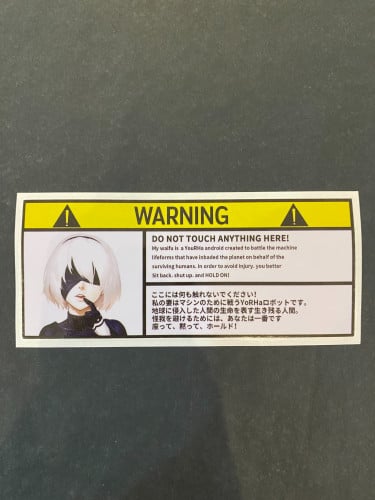 WARNING
DO NOT TOUCH ANYTHING HERE!
My waifu is a YouRHa android created to battle the machine
lifeforms that have inbaded the planet on behalf of the
surviving humans. in order to avoid injury. you better
Sit back. shut up. and HOLD ON!
ここには何も触れないでください!
私の妻はマシンのために戦うYoRHaロボットです。
地球に侵入した人間の生命を表す生き残る人間。
怪我を避けるためには、あなたは一番です
座って、黙って、ホールド!